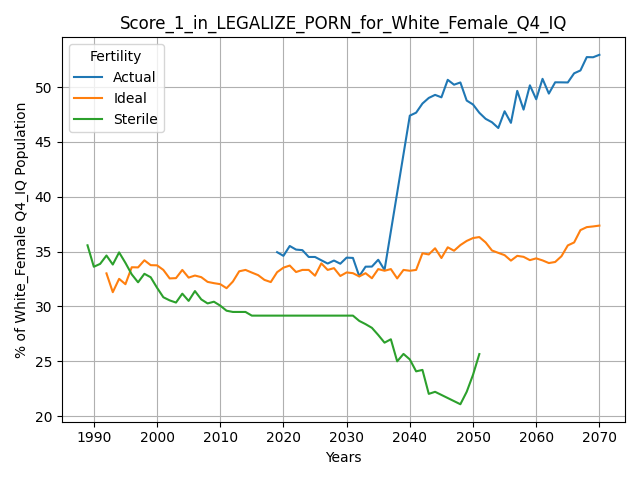 Score_1_in_LEGALIZE_PORN_for_White_Female_Q4_IQ
Fertility
Actual
Ideal
Sterile
% of White_Female Q4_IQ Population
50
45
40
35
30
25
20
1990 2000 2010 2020 2030 2040 2050 2060 2070
Years